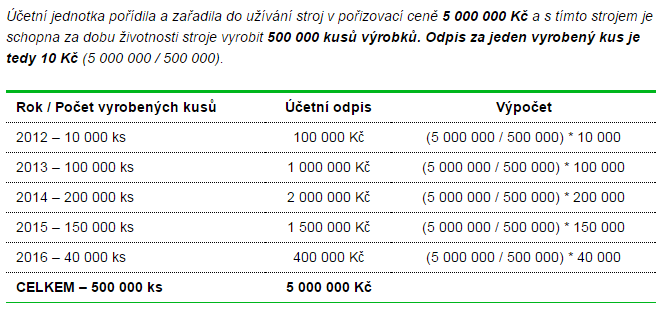 Účetní jednotka pořídila a zařadila do užívání stroj v pořizovací ceně 5 000 000 Kč a s tímto strojem je
schopna za dobu životnosti stroje vyrobit 500 000 kusů výrobků. Odpis za jeden vyrobený kus je
tedy 10 Kč (5 000 000 / 500 000).
Rok / Počet vyrobených kusů Účetní odpis Výpočet
2012 – 10 000 ks 100 000 Kč (5 000 000 / 500 000) * 10 000
2013 – 100 000 ks 1 000 000 Kč (5 000 000 / 500 000) * 100 000
2014 – 200 000 ks 2 000 000 Kč (5 000 000 / 500 000) * 200 000
2015 – 150 000 ks 1 500 000 Kč (5 000 000 / 500 000) * 150 000
2016 – 40 000 ks 400 000 Kč (5 000 000 / 500 000) * 40 000
CELKEM – 500 000 ks 5 000 000 Kč